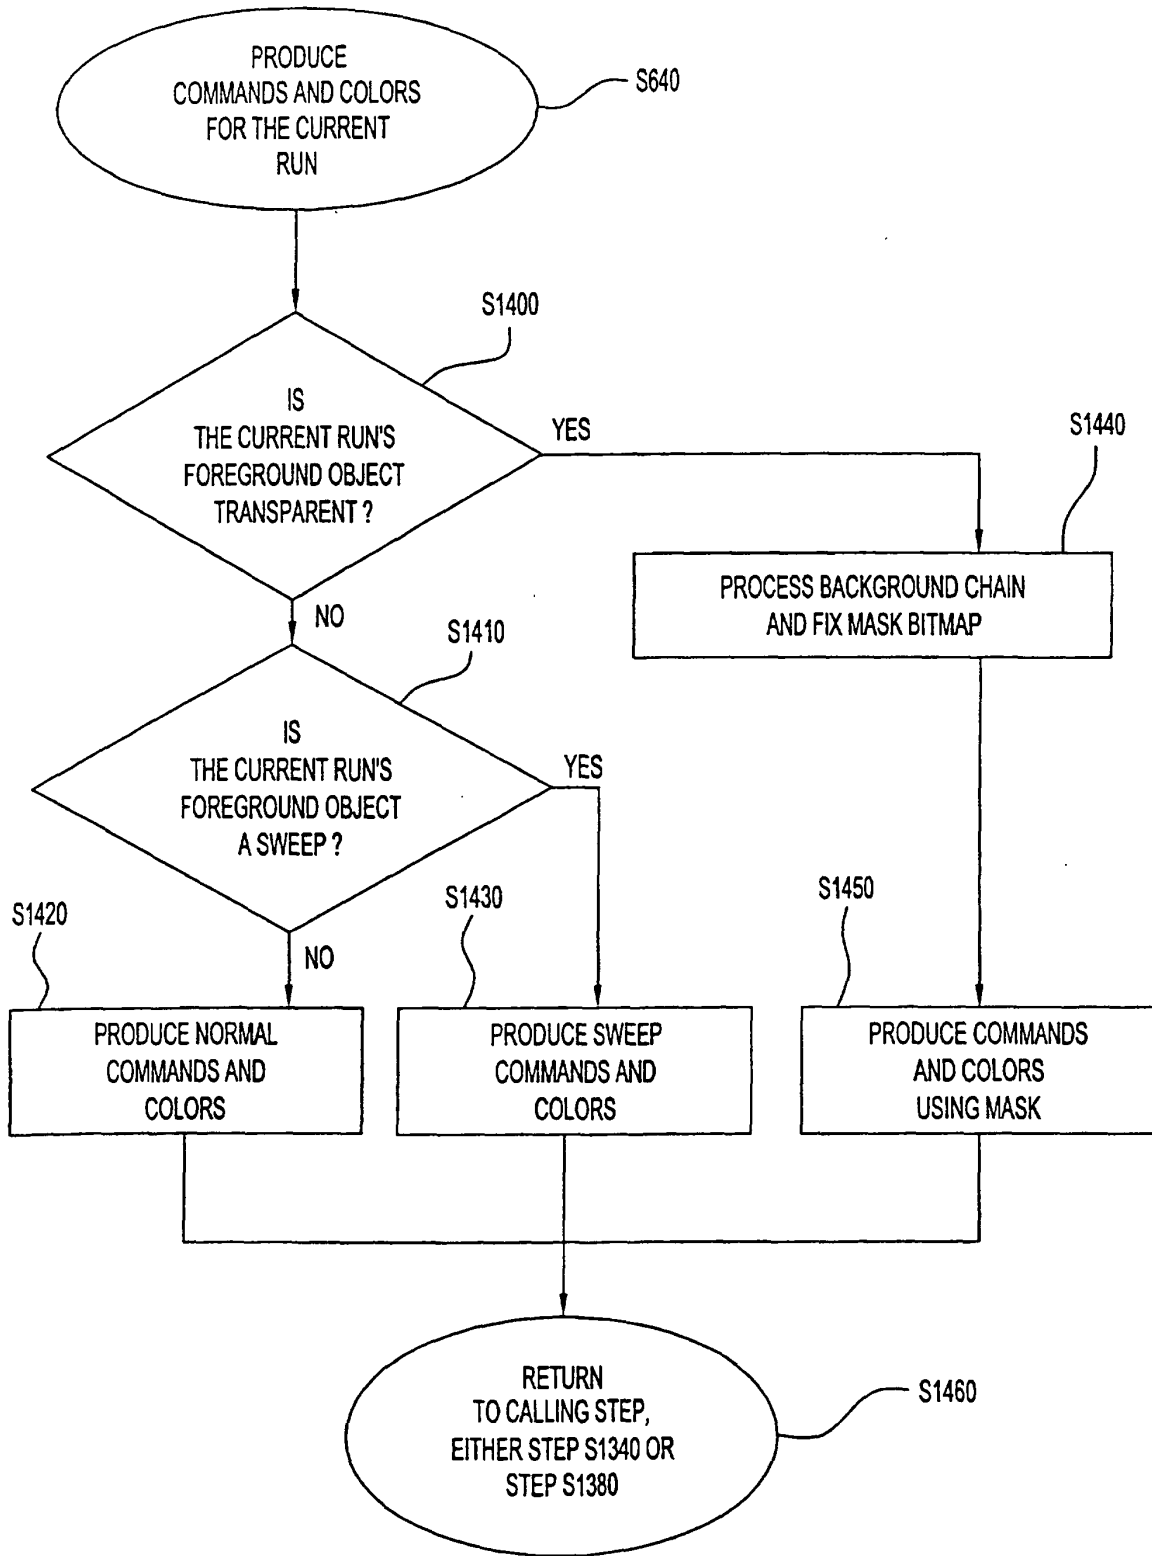 PRODUCE
COMMANDS AND COLORS
FOR THE CURRENT
RUN
S640
S1400
IS
THE CURRENT RUN'S
FOREGROUND OBJECT
TRANSPARENT ?
YES
NO
S1440
PROCESS BACKGROUND CHAIN
AND FIX MASK BITMAP
S1410
IS
THE CURRENT RUN'S
FOREGROUND OBJECT
A SWEEP ?
YES
NO
S1420
PRODUCE NORMAL
COMMANDS AND
COLORS
S1430
PRODUCE SWEEP
COMMANDS AND
COLORS
S1450
PRODUCE COMMANDS
AND COLORS
USING MASK
RETURN
TO CALLING STEP,
EITHER STEP S1340 OR
STEP S1380
S1460